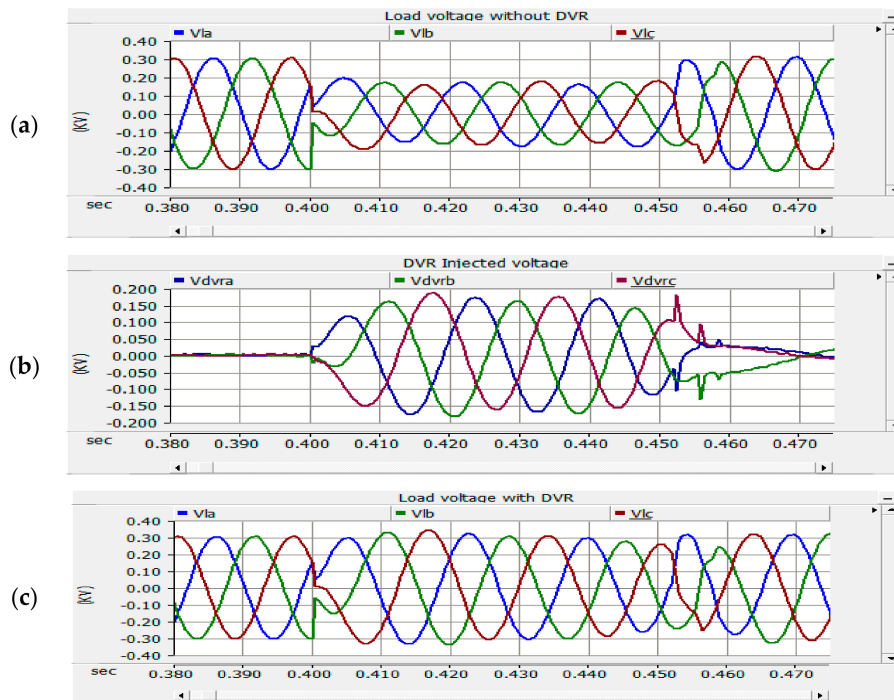 Load voltage without DVR
Vla Vlb Vlc
(a)
(KV)
0.40
0.30
0.20
0.10
0.00
-0.10
-0.20
-0.30
-0.40
sec 0.380 0.390 0.400 0.410 0.420 0.430 0.440 0.450 0.460 0.470
DVR Injected voltage
Vdvra Vdvrb Vdvrc
(b)
(KV)
0.200
0.150
0.100
0.050
0.000
-0.050
-0.100
-0.150
-0.200
sec 0.380 0.390 0.400 0.410 0.420 0.430 0.440 0.450 0.460 0.470
Load voltage with DVR
Vla Vlb Vlc
(c)
(KV)
0.40
0.30
0.20
0.10
0.00
-0.10
-0.20
-0.30
-0.40
sec 0.380 0.390 0.400 0.410 0.420 0.430 0.440 0.450 0.460 0.470